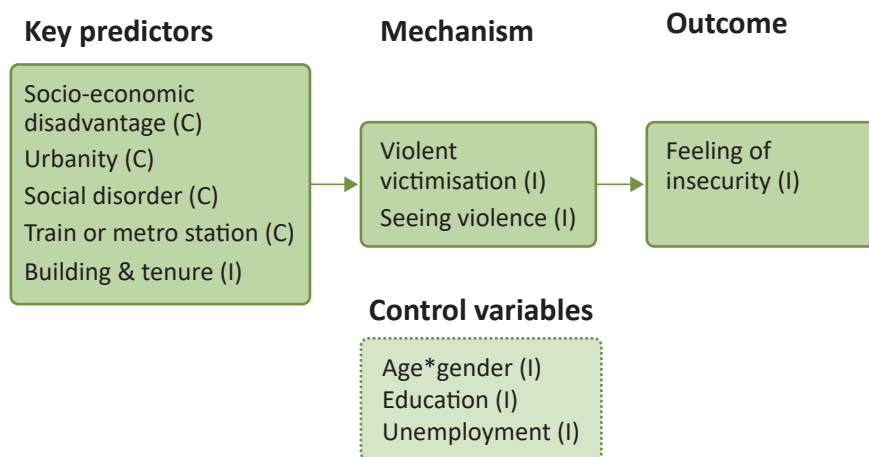 Key predictors
Socio-economic
disadvantage (C)
Urbanity (C)
Social disorder (C)
Train or metro station (C)
Building & tenure (I)
Mechanism
Violent
victimisation (I)
Seeing violence (I)
Outcome
Feeling of
insecurity (I)
Control variables
Age*gender (I)
Education (I)
Unemployment (I)